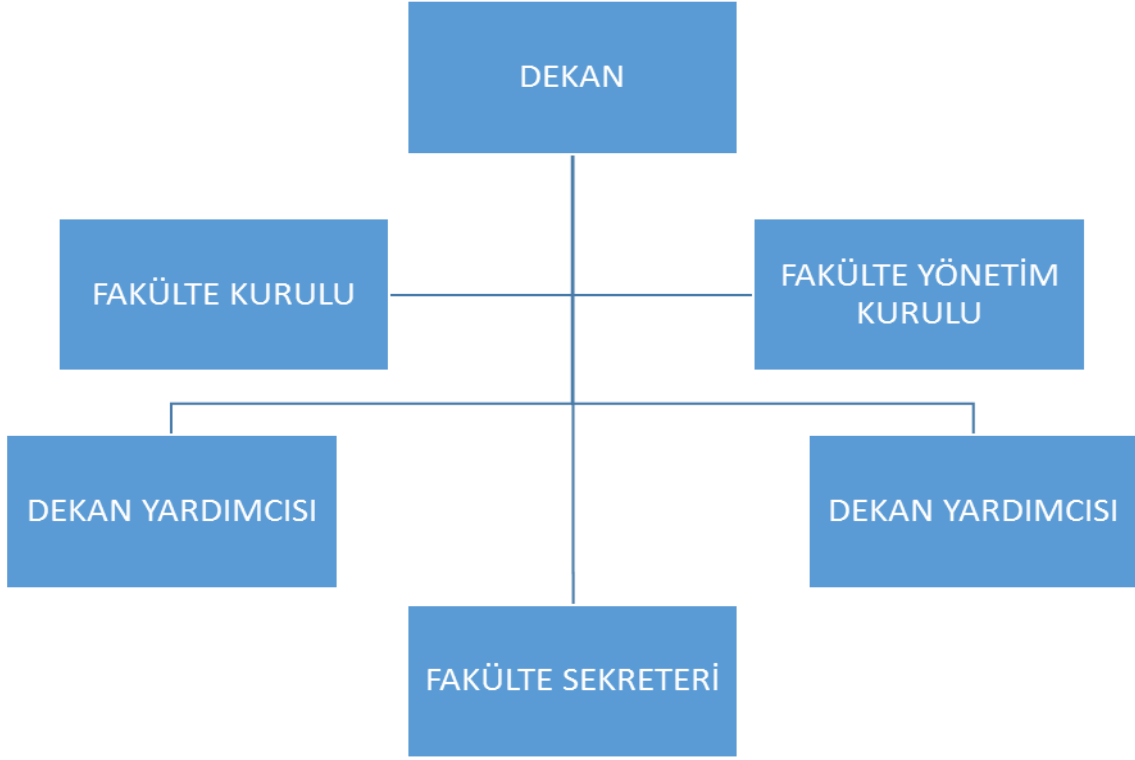 DEKAN
FAKÜLTE KURULU
FAKÜLTE YÖNETİM
KURULU
DEKAN YARDIMCISI
DEKAN YARDIMCISI
FAKÜLTE SEKRETERİ